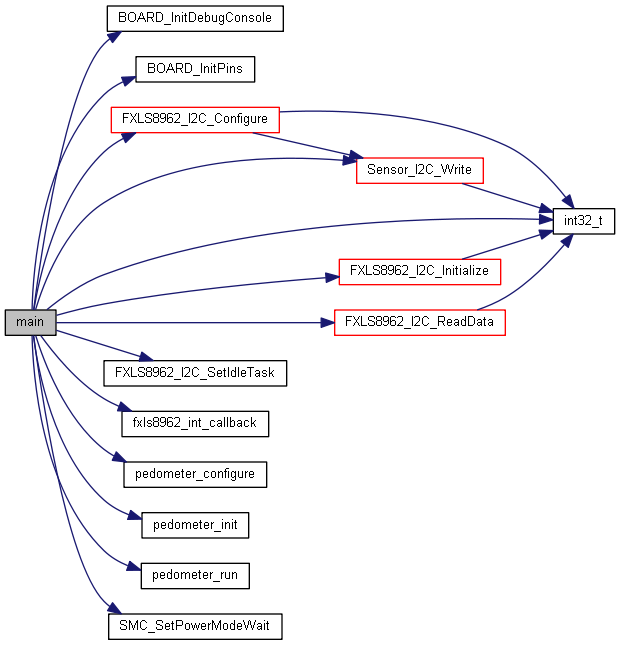 BOARD_InitDebugConsole
BOARD_InitPins
FXLS8962_I2C_Configure
Sensor_I2C_Write
int32_t
FXLS8962_I2C_Initialize
main
FXLS8962_I2C_ReadData
FXLS8962_I2C_SetIdleTask
fxls8962_int_callback
pedometer_configure
pedometer_init
pedometer_run
SMC_SetPowerModeWait